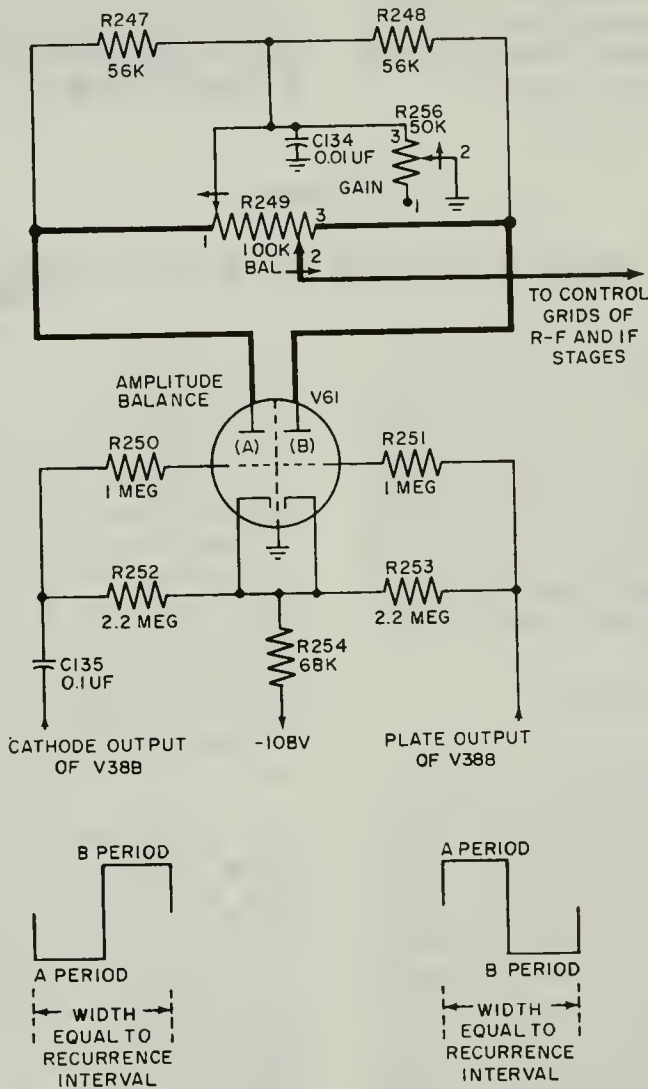 R247
56K
R248
56K
C134
0.01UF
R256
50K
3
2
GAIN
1
R249
3
1
100K
2
BAL
TO CONTROL
GRIDS OF
R-F AND IF
STAGES
AMPLITUDE
BALANCE
V61
(A)
(B)
R250
1 MEG
R251
1 MEG
R252
2.2 MEG
R253
2.2 MEG
R254
68K
C135
0.1UF
CATHODE OUTPUT
OF V38B
-108V
PLATE OUTPUT
OF V38B
B PERIOD
A PERIOD
WIDTH
EQUAL TO
RECURRENCE
INTERVAL
A PERIOD
B PERIOD
WIDTH
EQUAL TO
RECURRENCE
INTERVAL